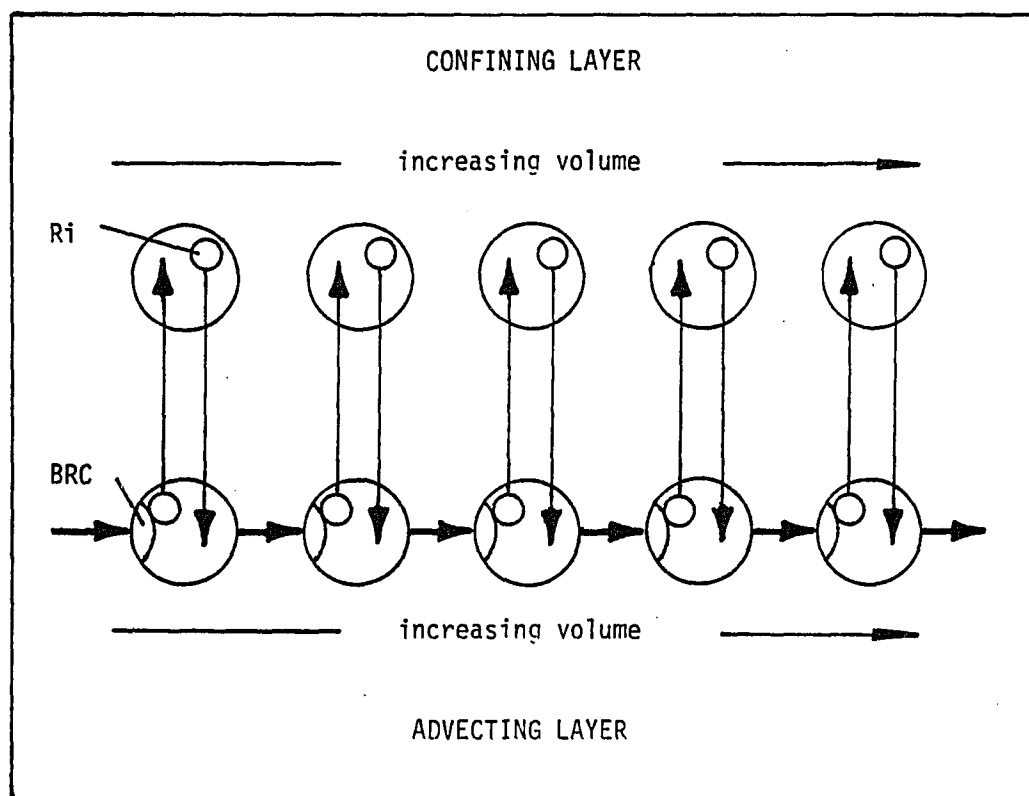 CONFINING LAYER
increasing volume
Ri
BRC
increasing volume
ADVECTING LAYER